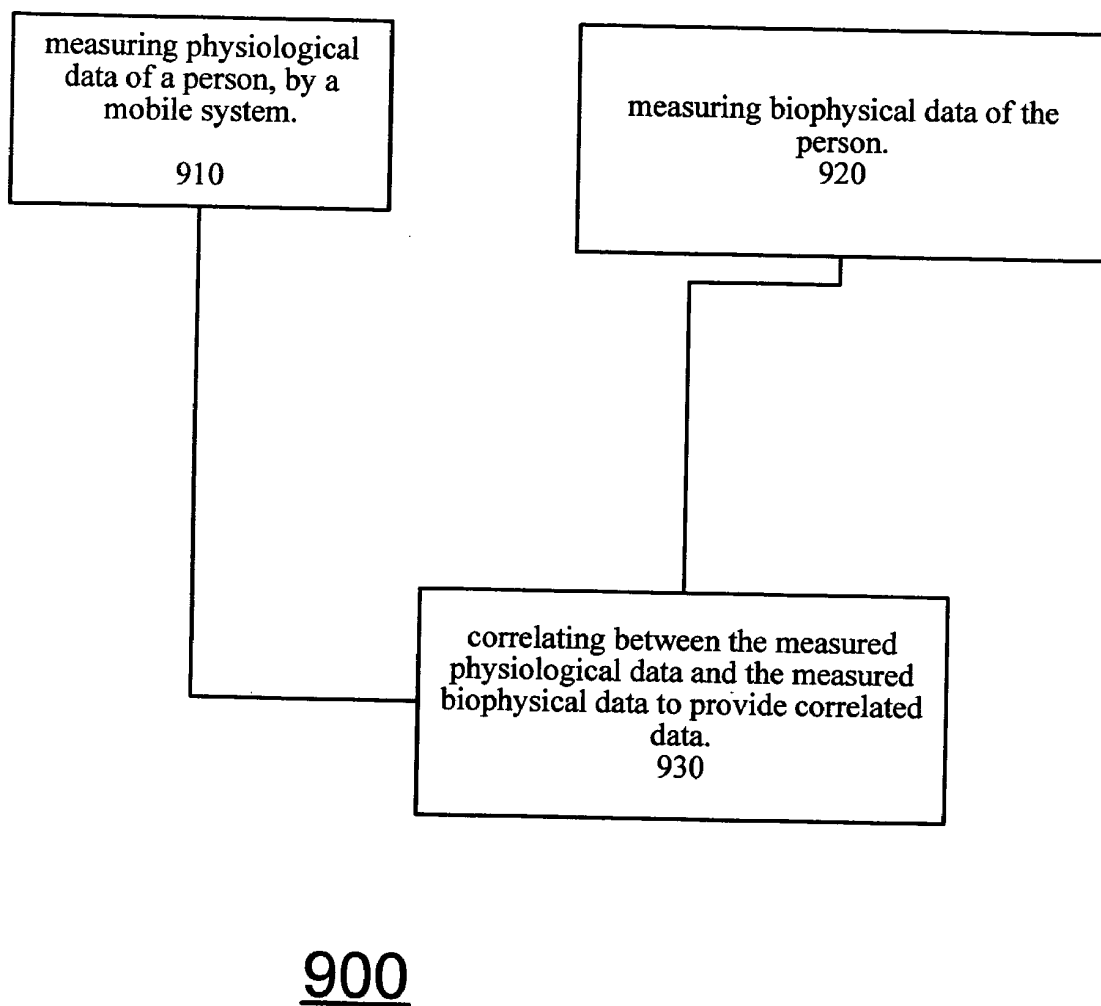 measuring physiological
data of a person, by a
mobile system.
910
measuring biophysical data of the
person.
920
correlating between the measured
physiological data and the measured
biophysical data to provide correlated
data.
930
900